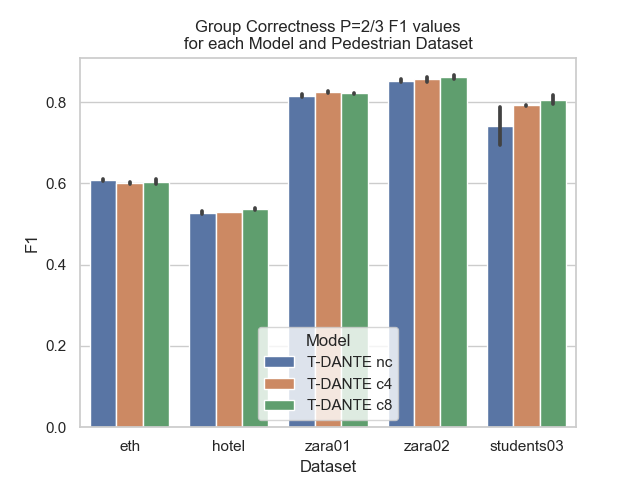 Group Correctness P=2/3 F1 values
for each Model and Pedestrian Dataset
F1
0.8
0.6
0.4
0.2
0.0
Model
T-DANTE nc
T-DANTE c4
T-DANTE c8
eth
hotel
zara01
zara02
students03
Dataset